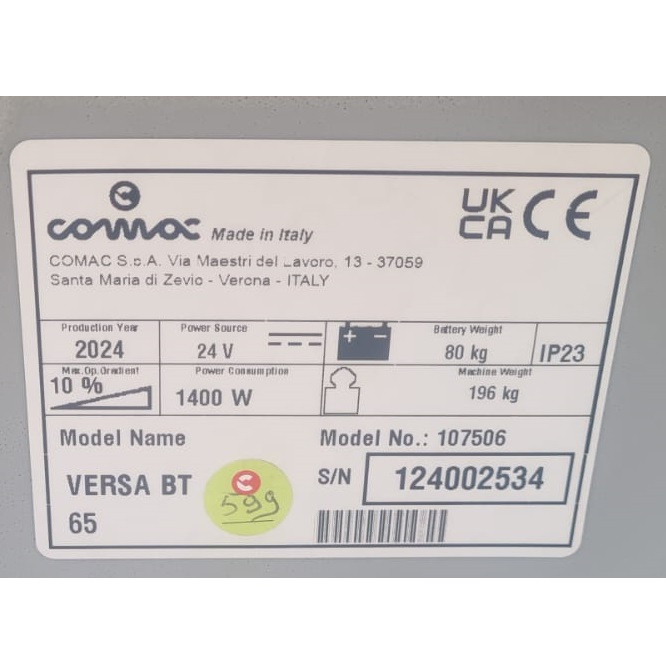 C
comac Made in Italy
UK
CA CE
COMAC S.p.A. Via Maestri del Lavoro, 13 - 37059
Santa Maria di Zevio - Verona - ITALY
Production Year
2024
Power Source
24 V
+ −
Battery Weight
80 kg
IP23
Max.Op.Gradient
10 %
Power Consumption
1400 W
Machine Weight
196 kg
Model Name
VERSA BT
65
C
599
Model No.: 107506
S/N 124002534